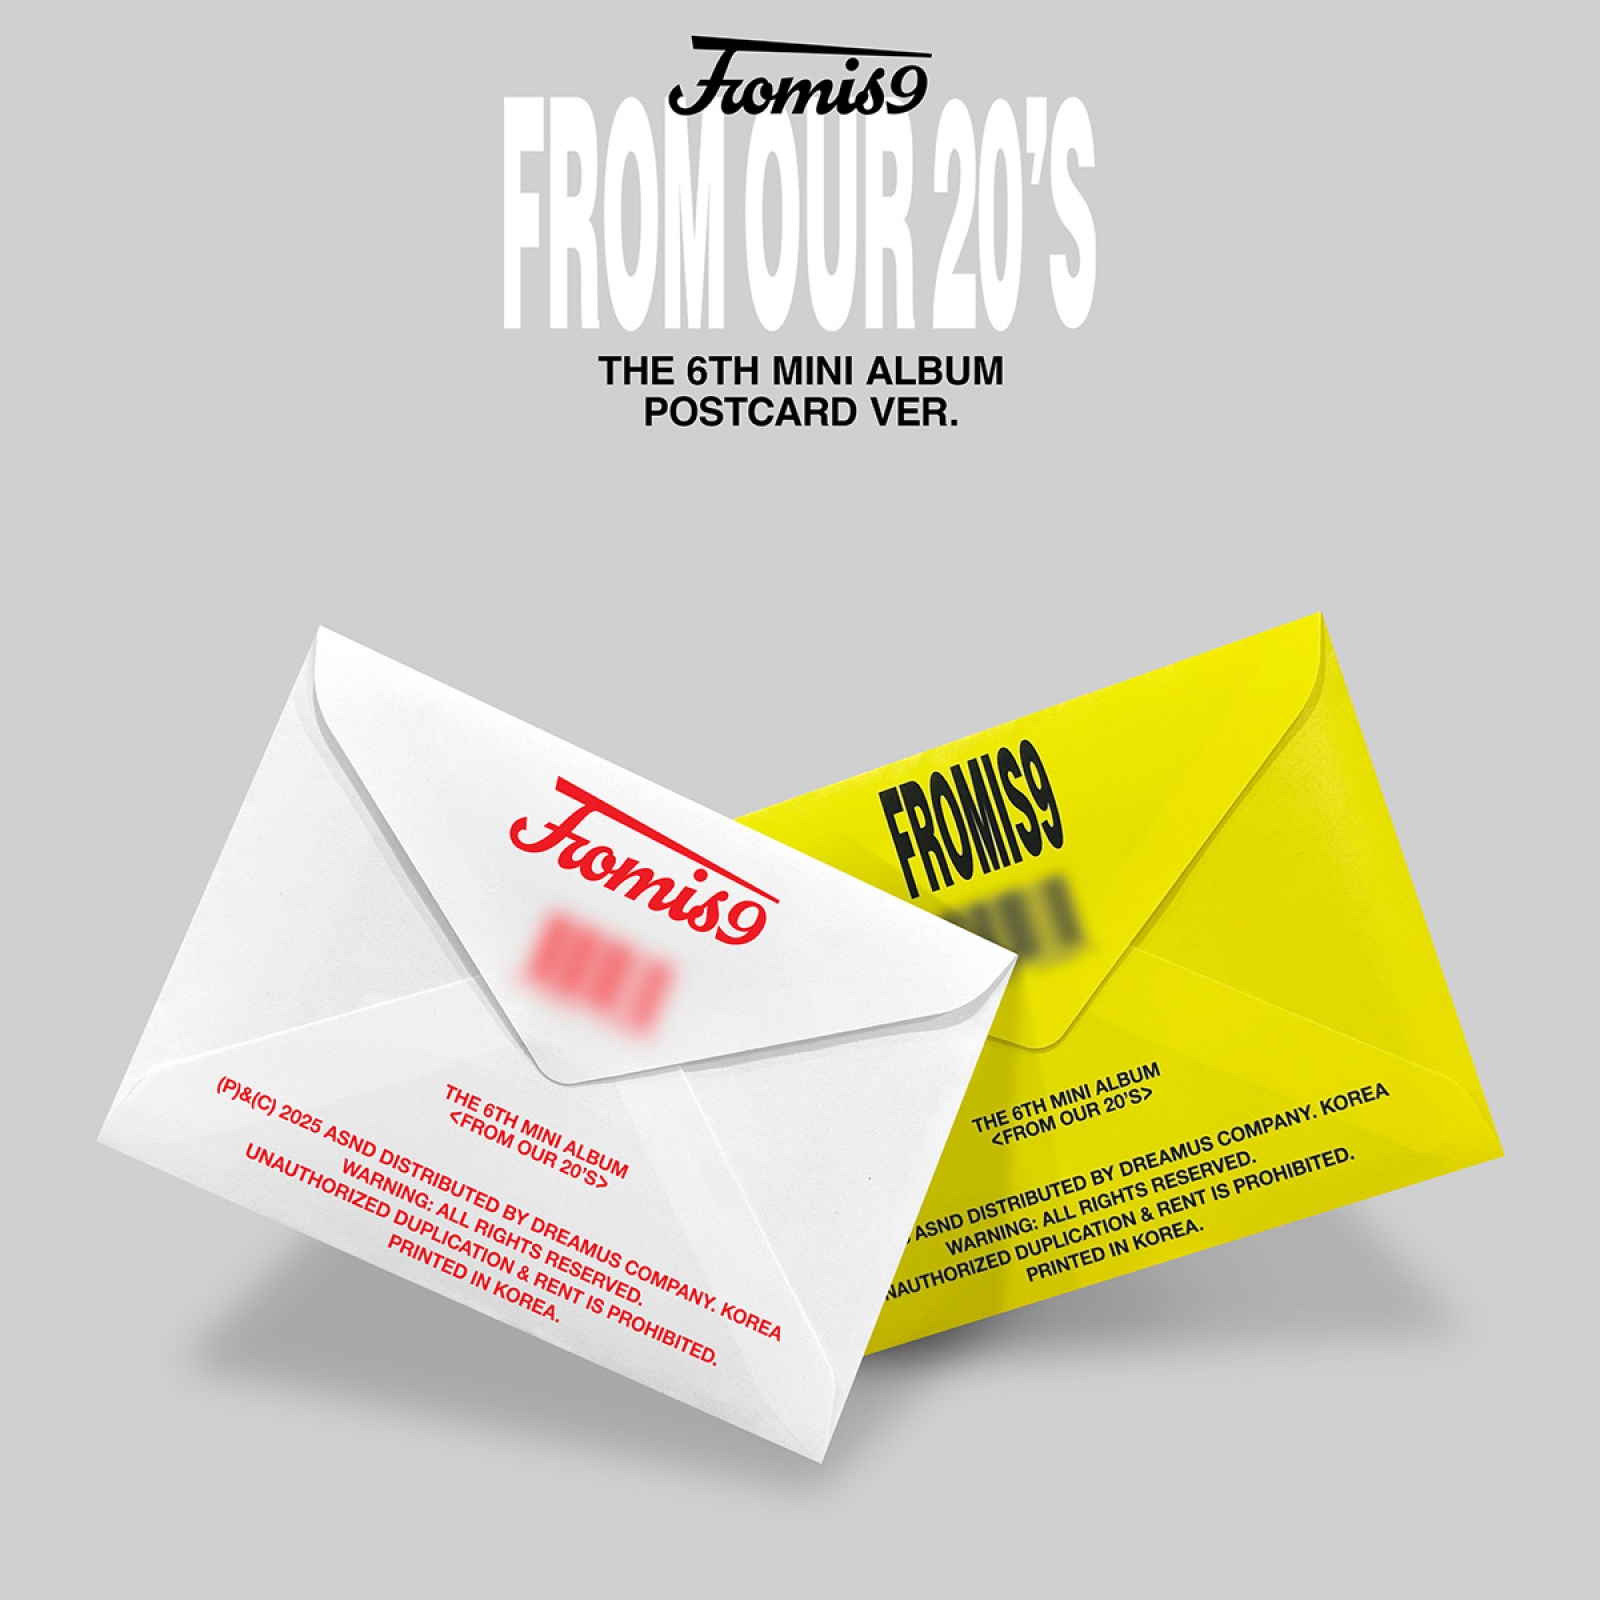 fromis9
FROM OUR 20'S
THE 6TH MINI ALBUM
POSTCARD VER.
fromis9
THE 6TH MINI ALBUM
<FROM OUR 20'S>
(P)&(C) 2025 ASND DISTRIBUTED BY DREAMUS COMPANY. KOREA
WARNING: ALL RIGHTS RESERVED.
UNAUTHORIZED DUPLICATION & RENT IS PROHIBITED.
PRINTED IN KOREA.
FROMIS9
THE 6TH MINI ALBUM
<FROM OUR 20'S>
ASND DISTRIBUTED BY DREAMUS COMPANY. KOREA
WARNING: ALL RIGHTS RESERVED.
NAUTHORIZED DUPLICATION & RENT IS PROHIBITED.
PRINTED IN KOREA.